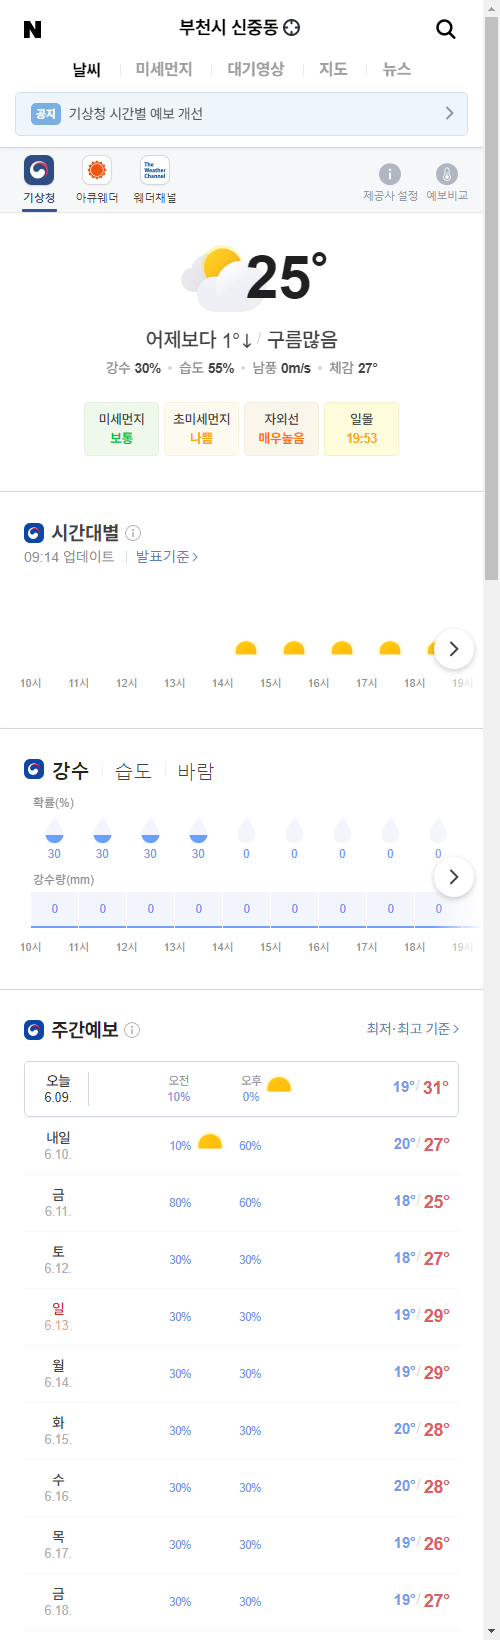 N
부천시 신중동
날씨 미세먼지 대기영상 지도 뉴스
공지 기상청 시간별 예보 개선
The Weather Channel
기상청 아큐웨더 웨더채널 제공사 설정 예보비교
25°
어제보다 1°↓ / 구름많음
강수 30% 습도 55% 남풍 0m/s 체감 27°
미세먼지 초미세먼지 자외선 일몰
보통 나쁨 매우높음 19:53
시간대별
09:14 업데이트 발표기준
10시 11시 12시 13시 14시 15시 16시 17시 18시 19시
강수 습도 바람
확률(%)
30 30 30 30 0 0 0 0 0
강수량(mm)
0 0 0 0 0 0 0 0 0
10시 11시 12시 13시 14시 15시 16시 17시 18시 19시
주간예보 최저·최고 기준
오늘 오전 오후
6.09. 10% 0% 19°/31°
내일
6.10. 10% 60% 20°/27°
금
6.11. 80% 60% 18°/25°
토
6.12. 30% 30% 18°/27°
일
6.13. 30% 30% 19°/29°
월
6.14. 30% 30% 19°/29°
화
6.15. 30% 30% 20°/28°
수
6.16. 30% 30% 20°/28°
목
6.17. 30% 30% 19°/26°
금
6.18. 30% 30% 19°/27°